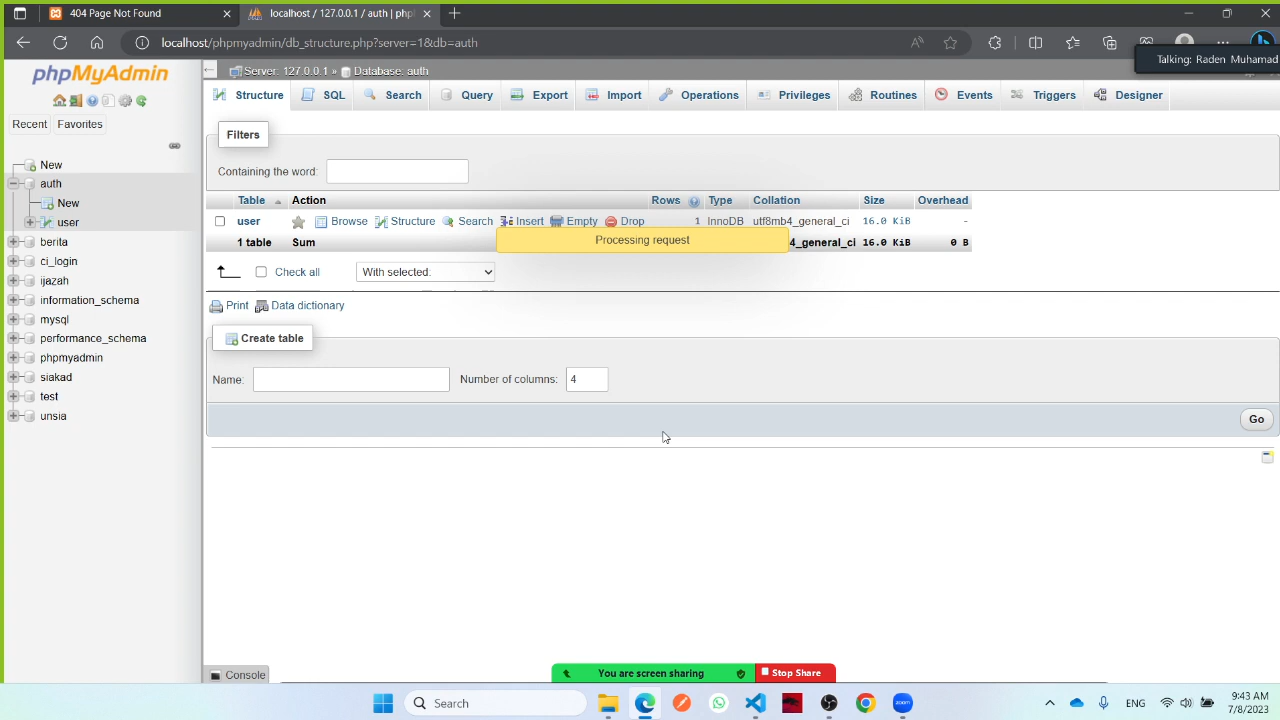 404 Page Not Found
localhost / 127.0.0.1 / auth | phpl
localhost/phpmyadmin/db_structure.php?server=1&db=auth
Talking: Raden Muhamad
phpMyAdmin
Server: 127.0.0.1 » Database: auth
Structure SQL Search Query Export Import Operations Privileges Routines Events Triggers Designer
Recent Favorites
New
auth
New
user
berita
ci_login
ijazah
information_schema
mysql
performance_schema
phpmyadmin
siakad
test
unsia
Filters
Containing the word:
Table Action Rows Type Collation Size Overhead
user Browse Structure Search Insert Empty Drop 1 InnoDB utf8mb4_general_ci 16.0 KiB -
1 table Sum 4_general_ci 16.0 KiB 0 B
Processing request
Check all With selected:
Print Data dictionary
Create table
Name: Number of columns: 4
Go
Console
You are screen sharing Stop Share
Search
zoom
ENG
9:43 AM
7/8/2023